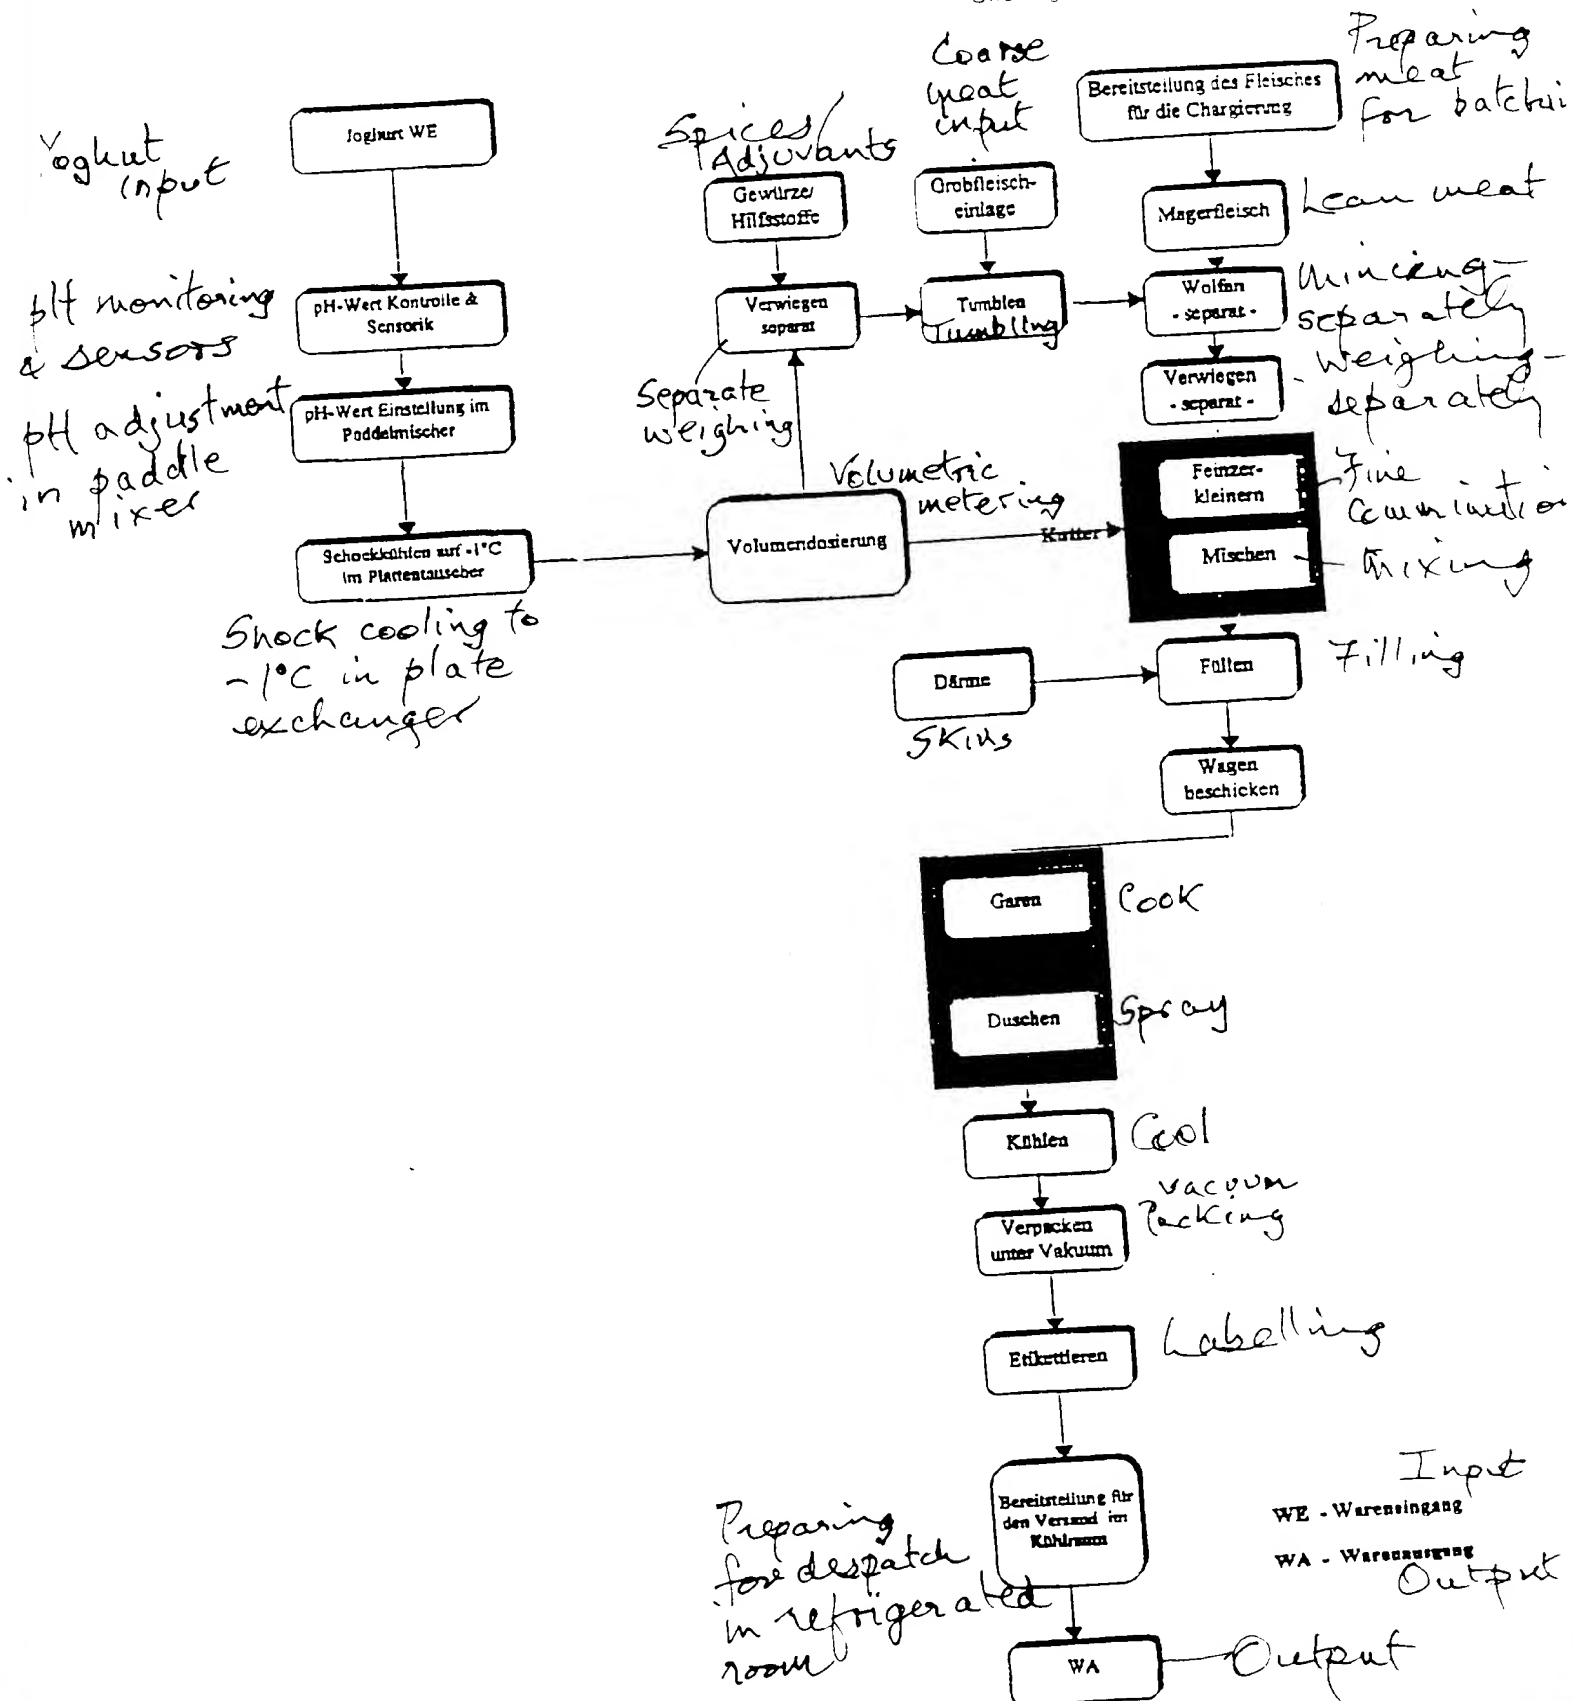 Yoghut
input
Joghurt WE
pH monitoring
& sensors
pH-Wert Kontrolle &
Sensorik
pH adjustment
in paddle
mixer
pH-Wert Einstellung im
Paddelmischer
Schockkühlen auf -1°C
im Plattentauscher
Shock cooling to
-1°C in plate
exchanger
Spices/
Adjuvants
Gewürze/
Hilfsstoffe
Verwiegen
separat
Separate
weighing
Volumetric
metering
Volumendosierung
Kutter
Coarse
meat
input
Grobfleisch-
einlage
Tumblen
Tumbling
Preparing
meat
for batchi
Bereitstellung des Fleisches
für die Chargierung
Magerfleisch
Lean meat
Wolfen
- separat -
Mincing-
separately
Verwiegen
- separat -
- weighing-
separately
Feinzer-
kleinern
Fine
Comminutio
Mischen
Mixing
Därme
Skins
Füllen
Filling
Wagen
beschicken
Garen
Cook
Duschen
Spray
Kühlen
Cool
Verpacken
unter Vakuum
vacuum
Packing
Etikettieren
Labelling
Bereitstellung für
den Versand im
Kühlraum
Preparing
for despatch
in refrigerated
room
Input
WE - Wareneingang
WA - Warenausgang
Output
WA
Output